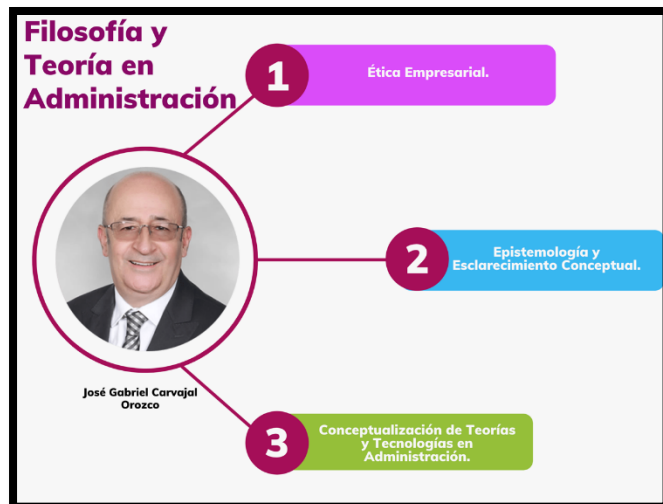 Filosofía y
Teoría en
Administración
1
Ética Empresarial.
2
Epistemología y
Esclarecimiento Conceptual.
José Gabriel Carvajal
Orozco
3
Conceptualización de Teorías
y Tecnologías en
Administración.